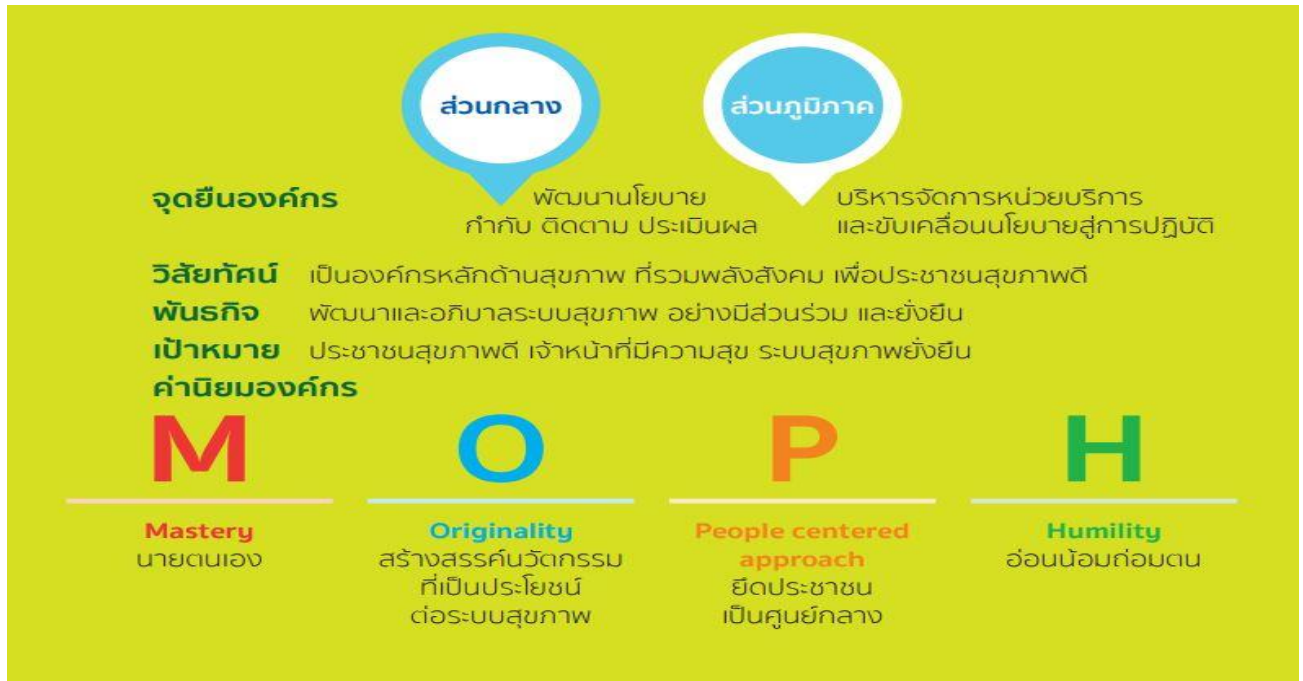 ส่วนกลาง
ส่วนภูมิภาค
จุดยืนองค์กร
พัฒนานโยบาย
กำกับ ติดตาม ประเมินผล
บริหารจัดการหน่วยบริการ
และขับเคลื่อนนโยบายสู่การปฏิบัติ
วิสัยทัศน์ เป็นองค์กรหลักด้านสุขภาพ ที่รวมพลังสังคม เพื่อประชาชนสุขภาพดี
พันธกิจ พัฒนาและอภิบาลระบบสุขภาพ อย่างมีส่วนร่วม และยั่งยืน
เป้าหมาย ประชาชนสุขภาพดี เจ้าหน้าที่มีความสุข ระบบสุขภาพยั่งยืน
ค่านิยมองค์กร
M
Mastery
นายตนเอง
O
Originality
สร้างสรรค์นวัตกรรม
ที่เป็นประโยชน์
ต่อระบบสุขภาพ
P
People centered
approach
ยึดประชาชน
เป็นศูนย์กลาง
H
Humility
อ่อนน้อมถ่อมตน